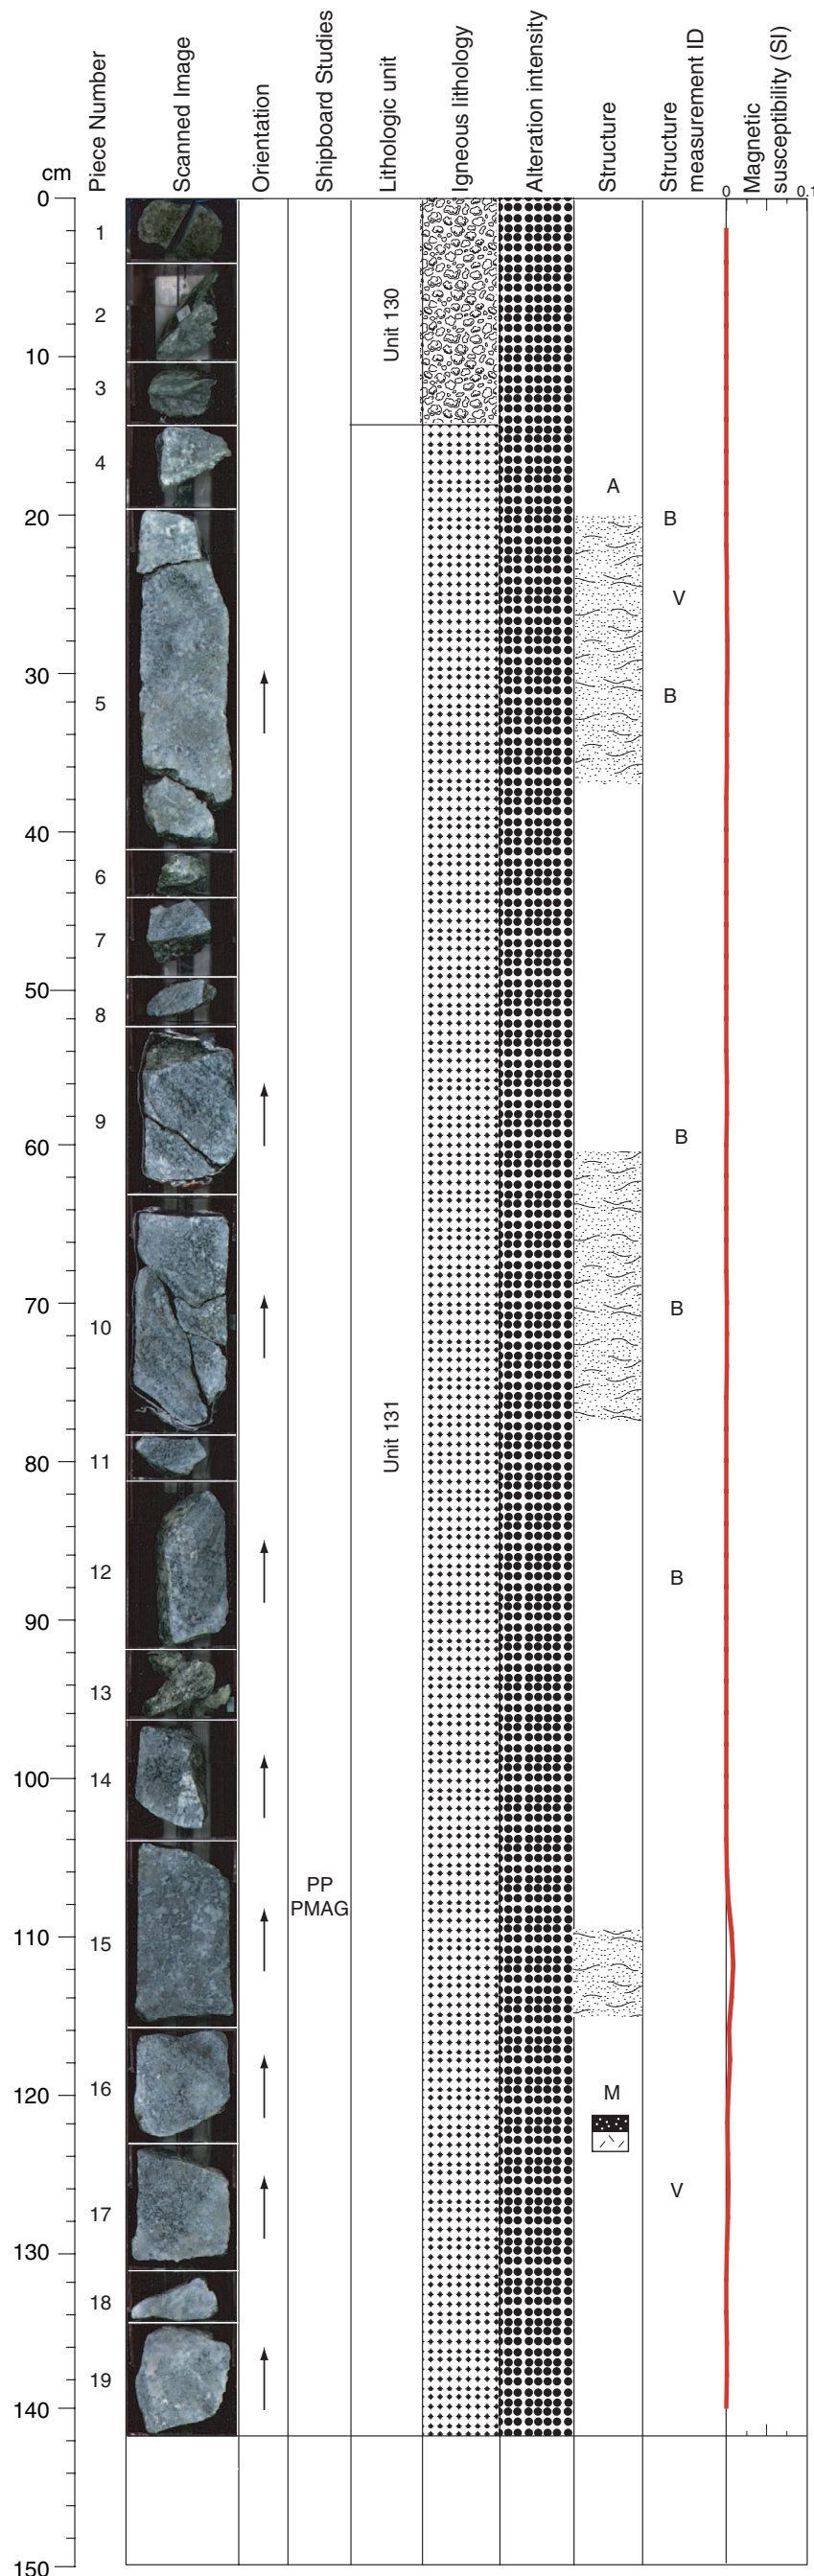 cm
Piece Number
Scanned Image
Orientation
Shipboard Studies
Lithologic unit
Igneous lithology
Alteration intensity
Structure
Structure
measurement ID
Magnetic
susceptibility (SI)
0 0.1
0
1
2
Unit 130
10
3
4
A
20
B
V
30
B
5
40
6
7
50
8
9
B
60
70
B
10
Unit 131
80
11
12
B
90
13
100
14
PP
PMAG
110
15
16
120
M
V
17
130
18
19
140
150